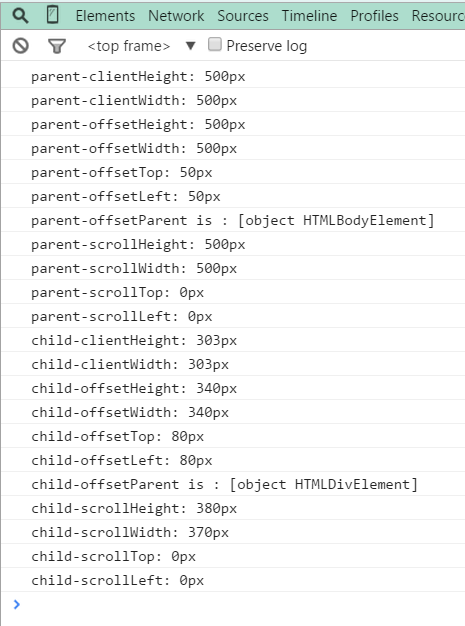 Elements Network Sources Timeline Profiles Resourc
<top frame> ▼ Preserve log
parent-clientHeight: 500px
parent-clientWidth: 500px
parent-offsetHeight: 500px
parent-offsetWidth: 500px
parent-offsetTop: 50px
parent-offsetLeft: 50px
parent-offsetParent is : [object HTMLBodyElement]
parent-scrollHeight: 500px
parent-scrollWidth: 500px
parent-scrollTop: 0px
parent-scrollLeft: 0px
child-clientHeight: 303px
child-clientWidth: 303px
child-offsetHeight: 340px
child-offsetWidth: 340px
child-offsetTop: 80px
child-offsetLeft: 80px
child-offsetParent is : [object HTMLDivElement]
child-scrollHeight: 380px
child-scrollWidth: 370px
child-scrollTop: 0px
child-scrollLeft: 0px